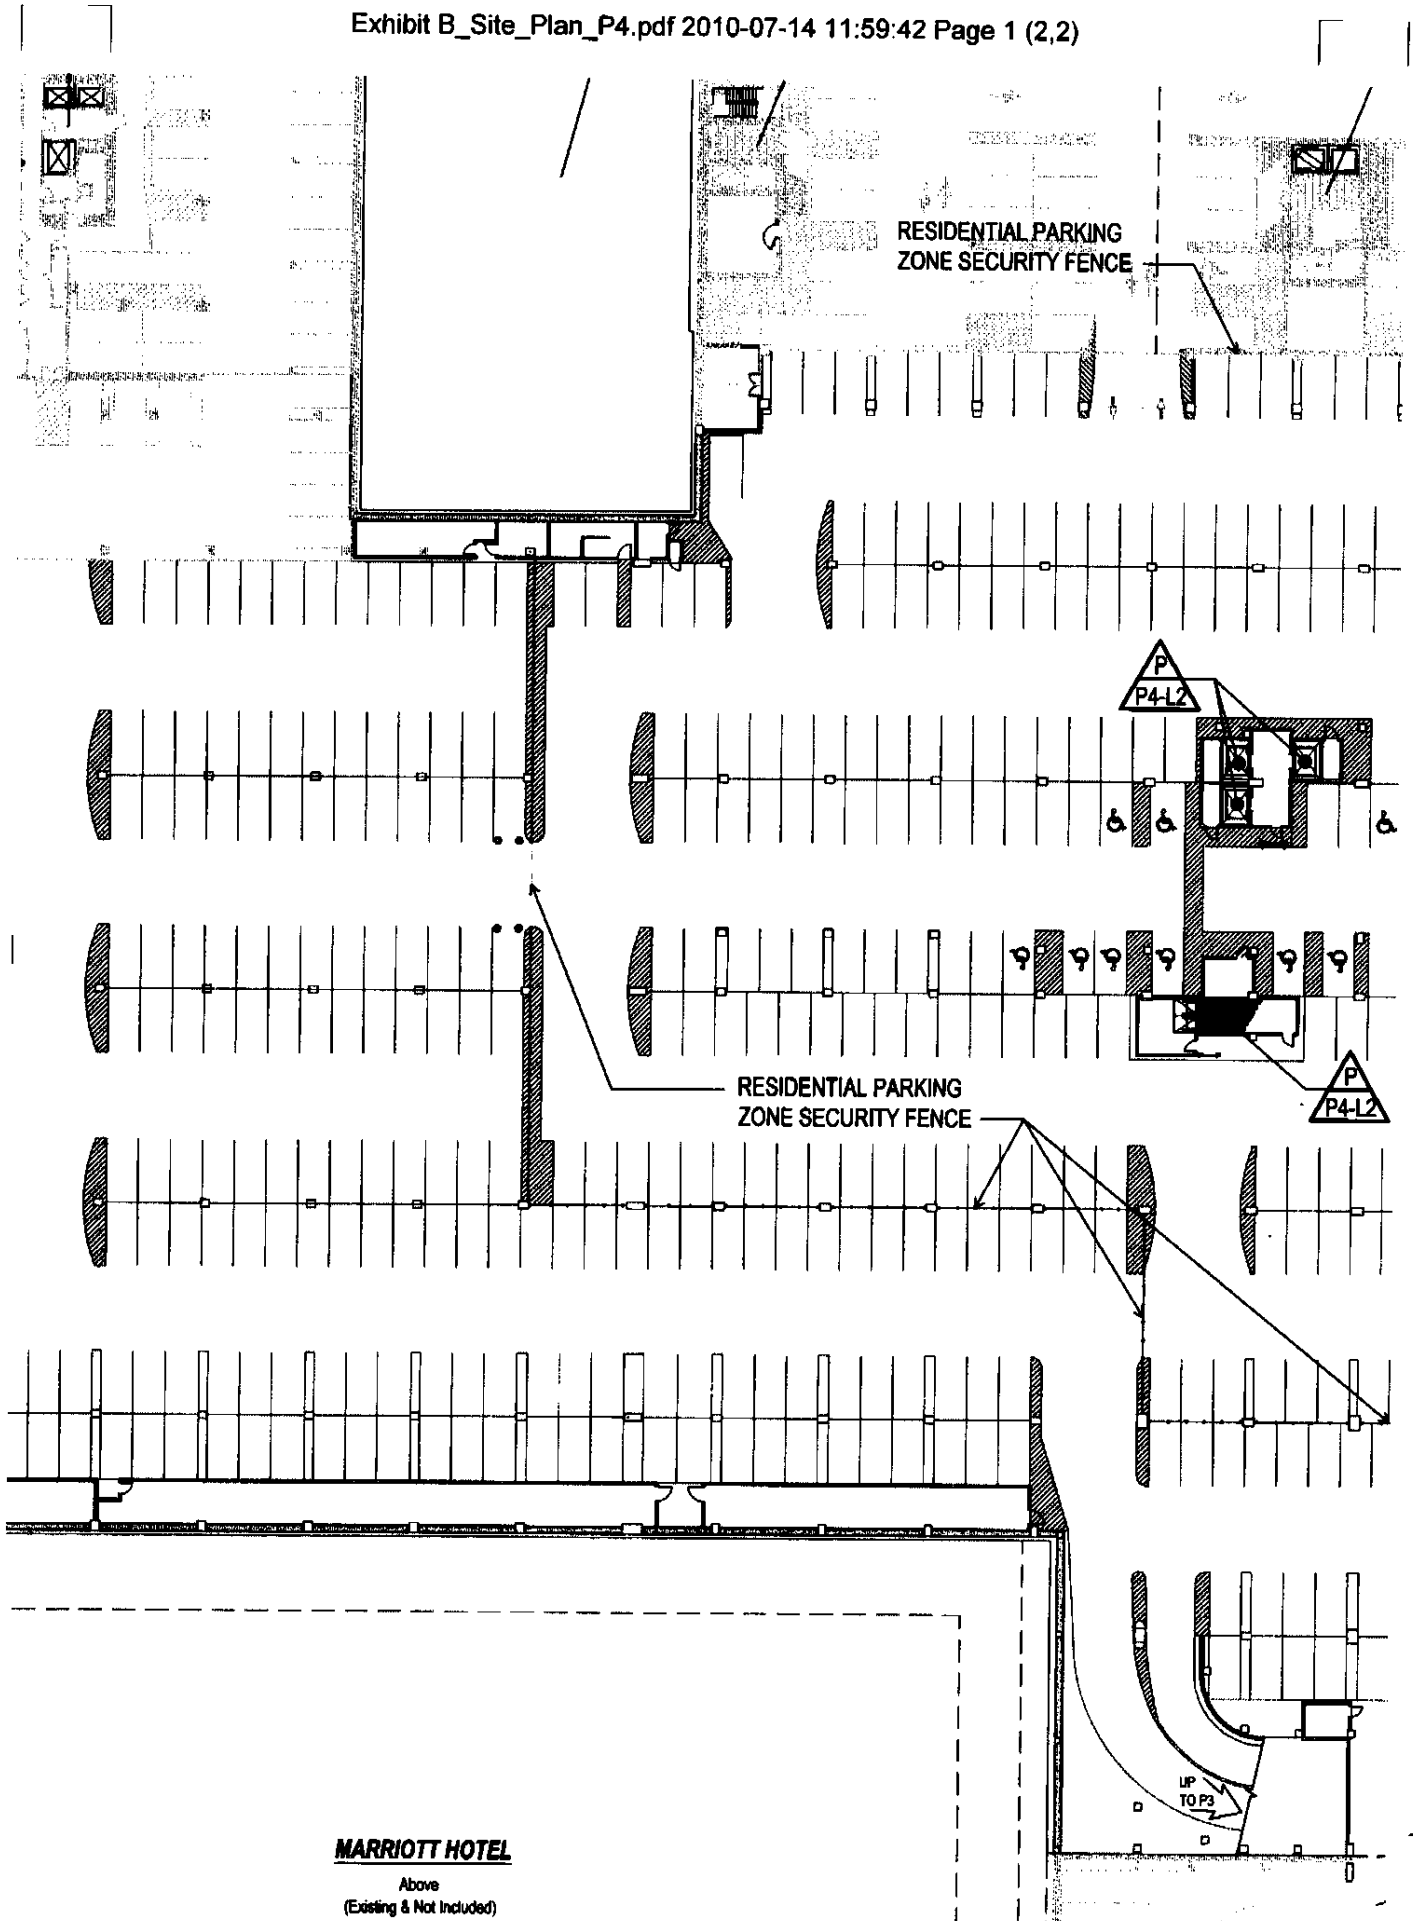 Exhibit B_Site_Plan_P4.pdf 2010-07-14 11:59:42 Page 1 (2,2)
RESIDENTIAL PARKING
ZONE SECURITY FENCE
P
P4-L2
P
P4-L2
RESIDENTIAL PARKING
ZONE SECURITY FENCE
UP
TO P3
MARRIOTT HOTEL
Above
(Existing & Not Included)